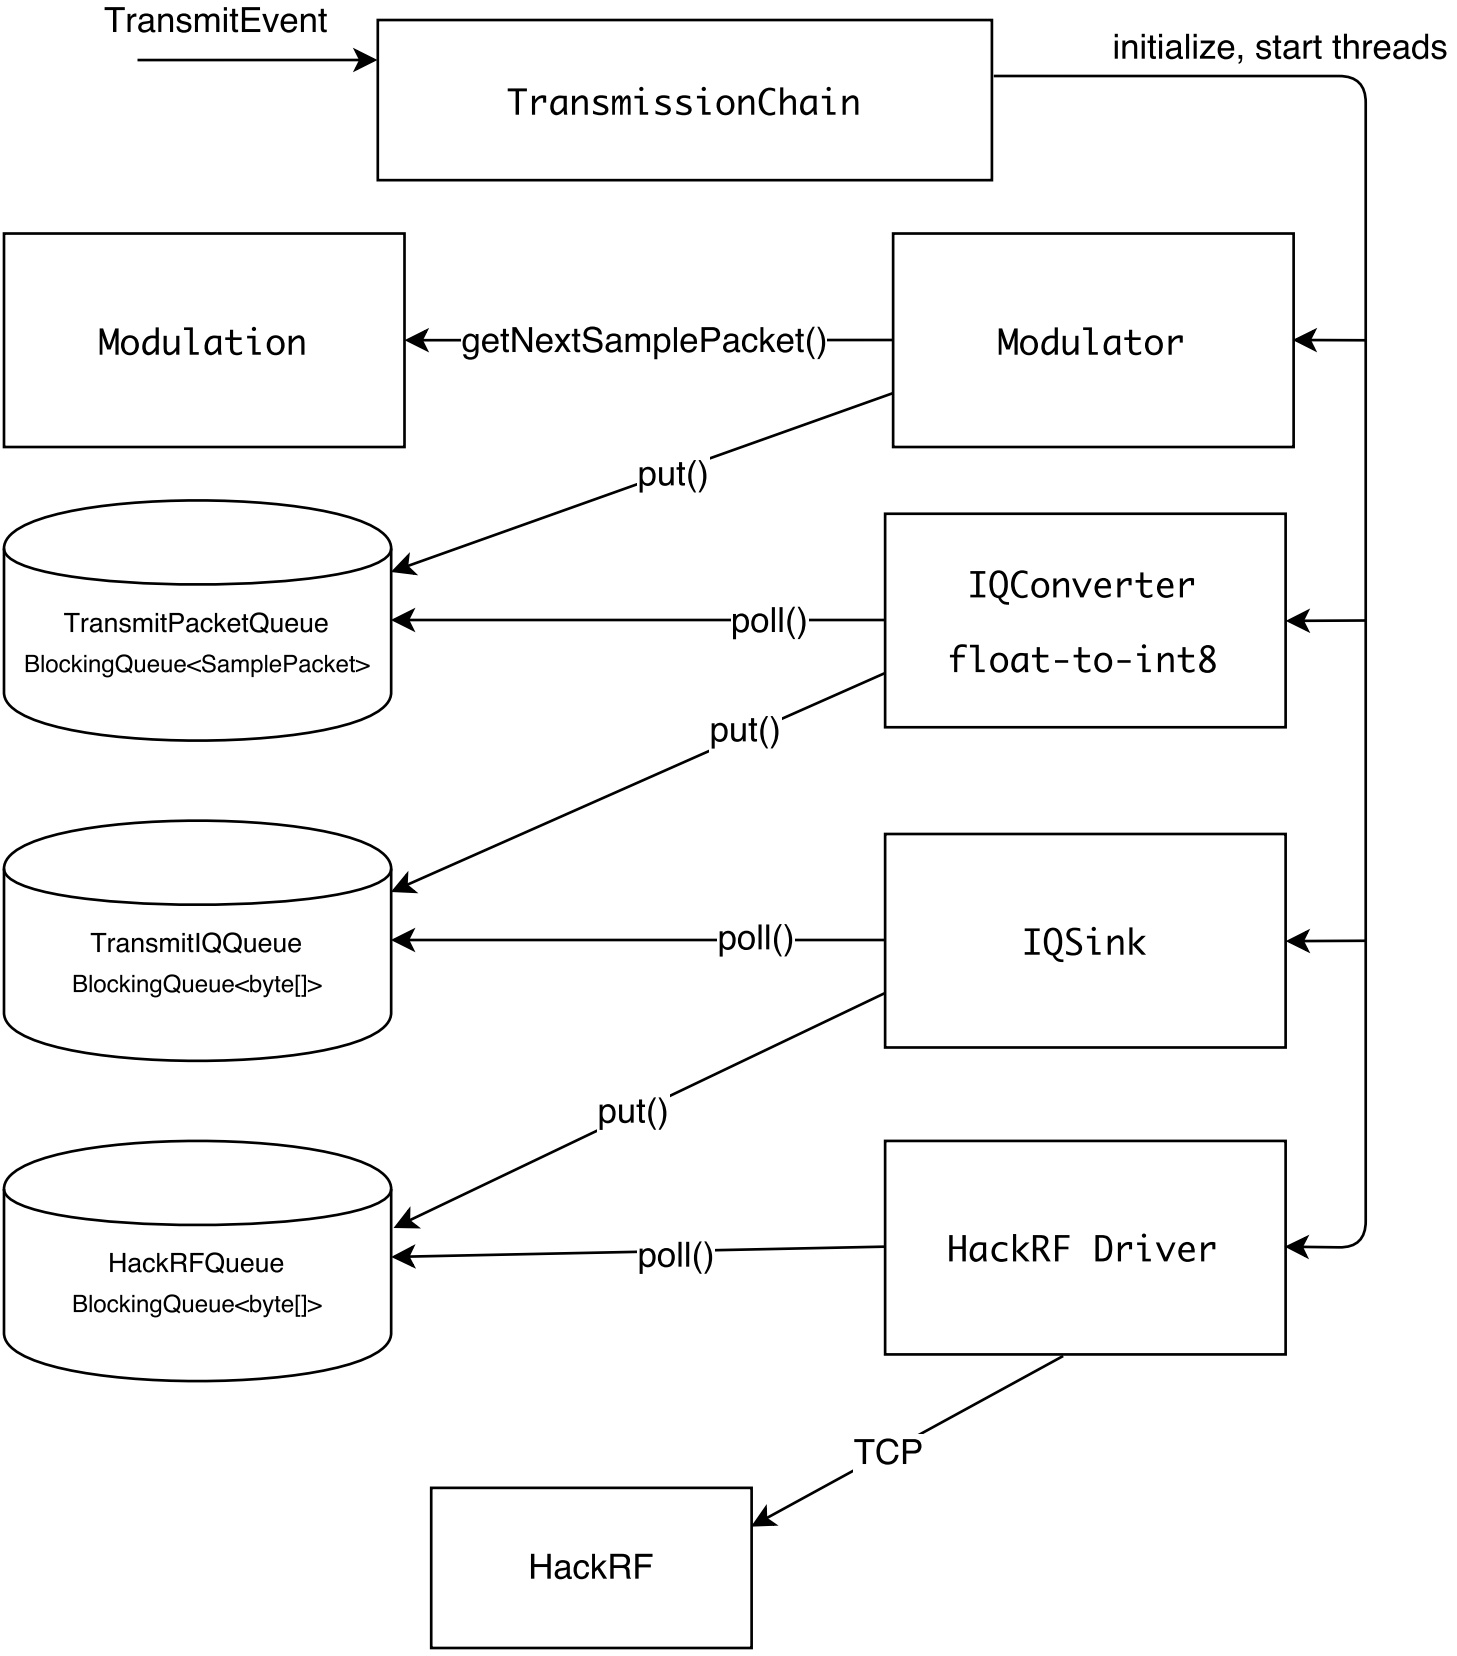 TransmitEvent
initialize, start threads
TransmissionChain
Modulation
getNextSamplePacket()
Modulator
put()
IQConverter
float-to-int8
TransmitPacketQueue
BlockingQueue<SamplePacket>
poll()
put()
TransmitIQQueue
BlockingQueue<byte[]>
poll()
IQSink
put()
HackRFQueue
BlockingQueue<byte[]>
poll()
HackRF Driver
TCP
HackRF